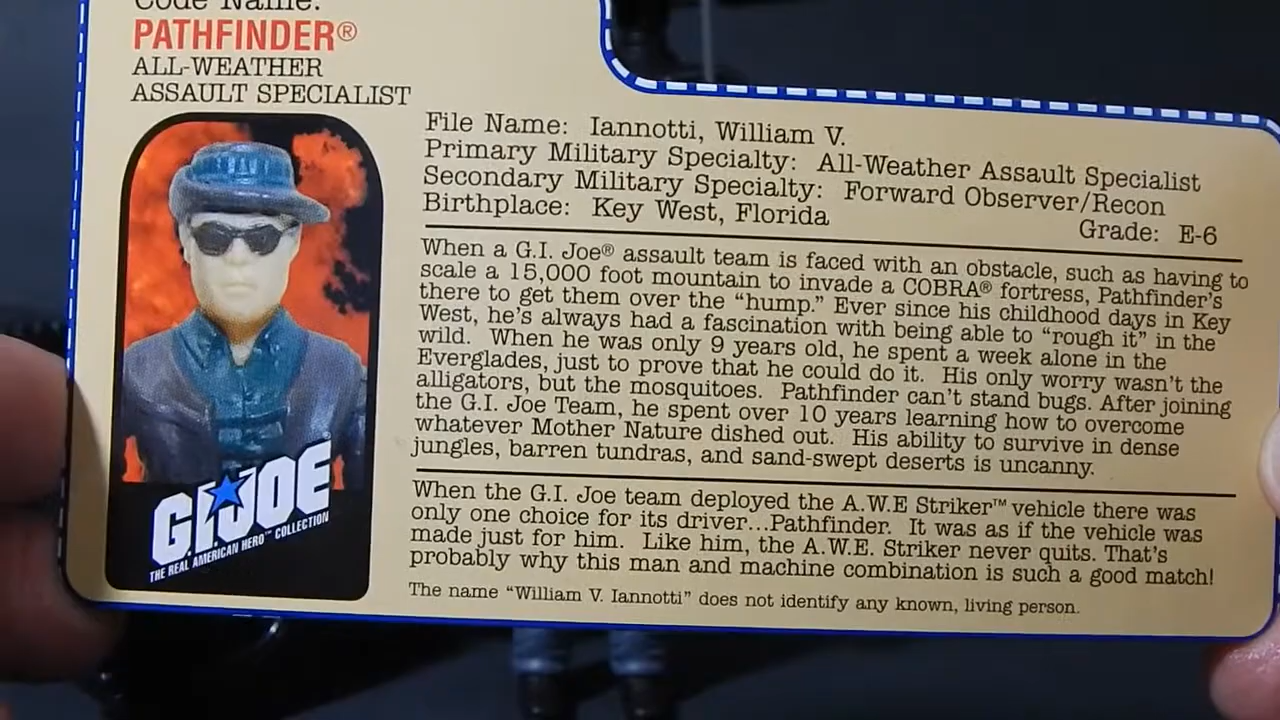 Code Name:
PATHFINDER®
ALL-WEATHER
ASSAULT SPECIALIST
File Name: Iannotti, William V.
Primary Military Specialty: All-Weather Assault Specialist
Secondary Military Specialty: Forward Observer/Recon
Birthplace: Key West, Florida
Grade: E-6
When a G.I. Joe® assault team is faced with an obstacle, such as having to
scale a 15,000 foot mountain to invade a COBRA® fortress, Pathfinder's
there to get them over the "hump." Ever since his childhood days in Key
West, he's always had a fascination with being able to "rough it" in the
wild. When he was only 9 years old, he spent a week alone in the
Everglades, just to prove that he could do it. His only worry wasn't the
alligators, but the mosquitoes. Pathfinder can't stand bugs. After joining
the G.I. Joe Team, he spent over 10 years learning how to overcome
whatever Mother Nature dished out. His ability to survive in dense
jungles, barren tundras, and sand-swept deserts is uncanny.
When the G.I. Joe team deployed the A.W.E Striker™ vehicle there was
only one choice for its driver...Pathfinder. It was as if the vehicle was
made just for him. Like him, the A.W.E. Striker never quits. That's
probably why this man and machine combination is such a good match!
The name "William V. Iannotti" does not identify any known, living person.
G.I. JOE®
THE REAL AMERICAN HERO™ COLLECTION